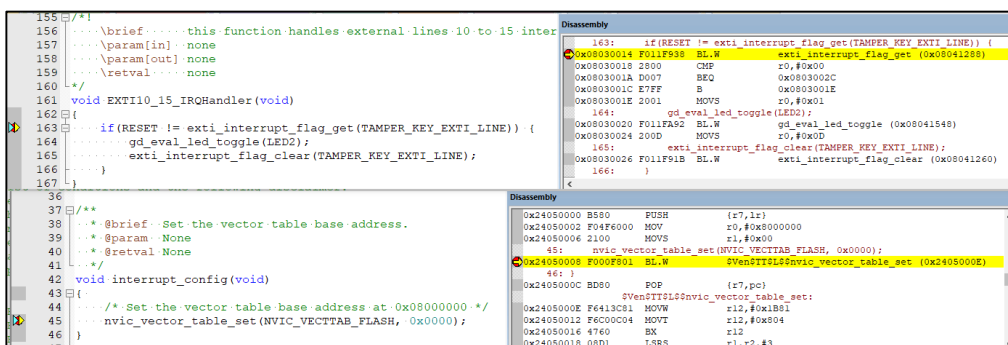 155 /*!
156 \brief this function handles external lines 10 to 15 inter
157 \param[in] none
158 \param[out] none
159 \retval none
160 */
161 void EXTI10_15_IRQHandler(void)
162 {
163 if(RESET != exti_interrupt_flag_get(TAMPER_KEY_EXTI_LINE)) {
164 gd_eval_led_toggle(LED2);
165 exti_interrupt_flag_clear(TAMPER_KEY_EXTI_LINE);
166 }
167 }
Disassembly
163: if(RESET != exti_interrupt_flag_get(TAMPER_KEY_EXTI_LINE)) {
0x08030014 F011F938 BL.W exti_interrupt_flag_get (0x08041288)
0x08030018 2800 CMP r0,#0x00
0x0803001A D007 BEQ 0x0803002C
0x0803001C E7FF B 0x0803001E
0x0803001E 2001 MOVS r0,#0x01
164: gd_eval_led_toggle(LED2);
0x08030020 F011FA92 BL.W gd_eval_led_toggle (0x08041548)
0x08030024 200D MOVS r0,#0x0D
165: exti_interrupt_flag_clear(TAMPER_KEY_EXTI_LINE);
0x08030026 F011F91B BL.W exti_interrupt_flag_clear (0x08041260)
166: }
36
37 /**
38 * @brief Set the vector table base address.
39 * @param None
40 * @retval None
41 */
42 void interrupt_config(void)
43 {
44 /* Set the vector table base address at 0x08000000 */
45 nvic_vector_table_set(NVIC_VECTTAB_FLASH, 0x0000);
46 }
Disassembly
0x24050000 B580 PUSH {r7,lr}
0x24050002 F04F6000 MOV r0,#0x8000000
0x24050006 2100 MOVS r1,#0x00
45: nvic_vector_table_set(NVIC_VECTTAB_FLASH, 0x0000);
0x24050008 F000F801 BL.W $Ven$TT$L$$nvic_vector_table_set (0x2405000E)
46: }
0x2405000C BD80 POP {r7,pc}
$Ven$TT$L$$nvic_vector_table_set:
0x2405000E F6413C81 MOVW r12,#0x1B81
0x24050012 F6C00C04 MOVT r12,#0x804
0x24050016 4760 BX r12
0x24050018 08D1 LSRS r1,r2,#3